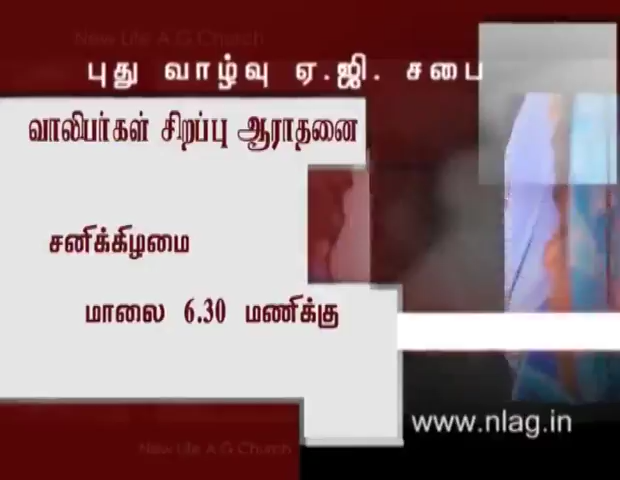 New Life A.G Church
புது வாழ்வு ஏ.ஜி. சபை
வாலிபர்கள் சிறப்பு ஆராதனை
சனிக்கிழமை
மாலை 6.30 மணிக்கு
www.nlag.in
New Life A.G Church